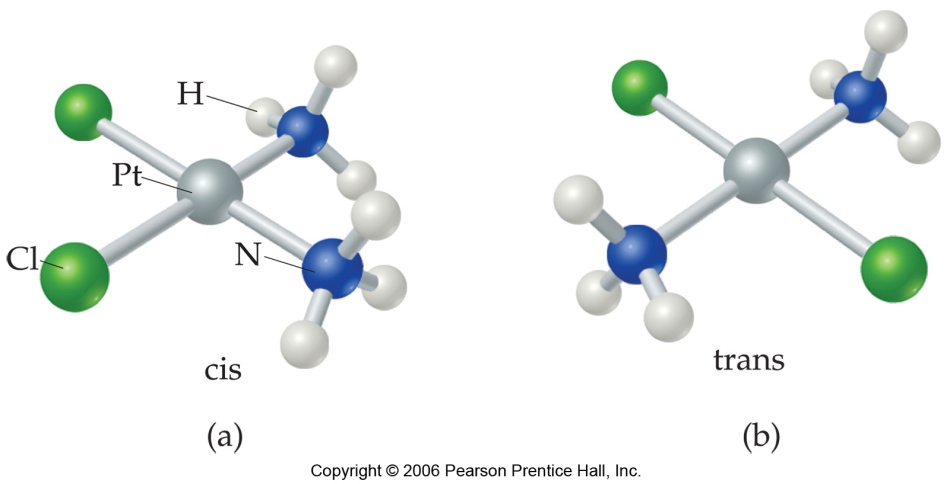 H
Pt
Cl
N
cis
trans
(a)
(b)
Copyright © 2006 Pearson Prentice Hall, Inc.